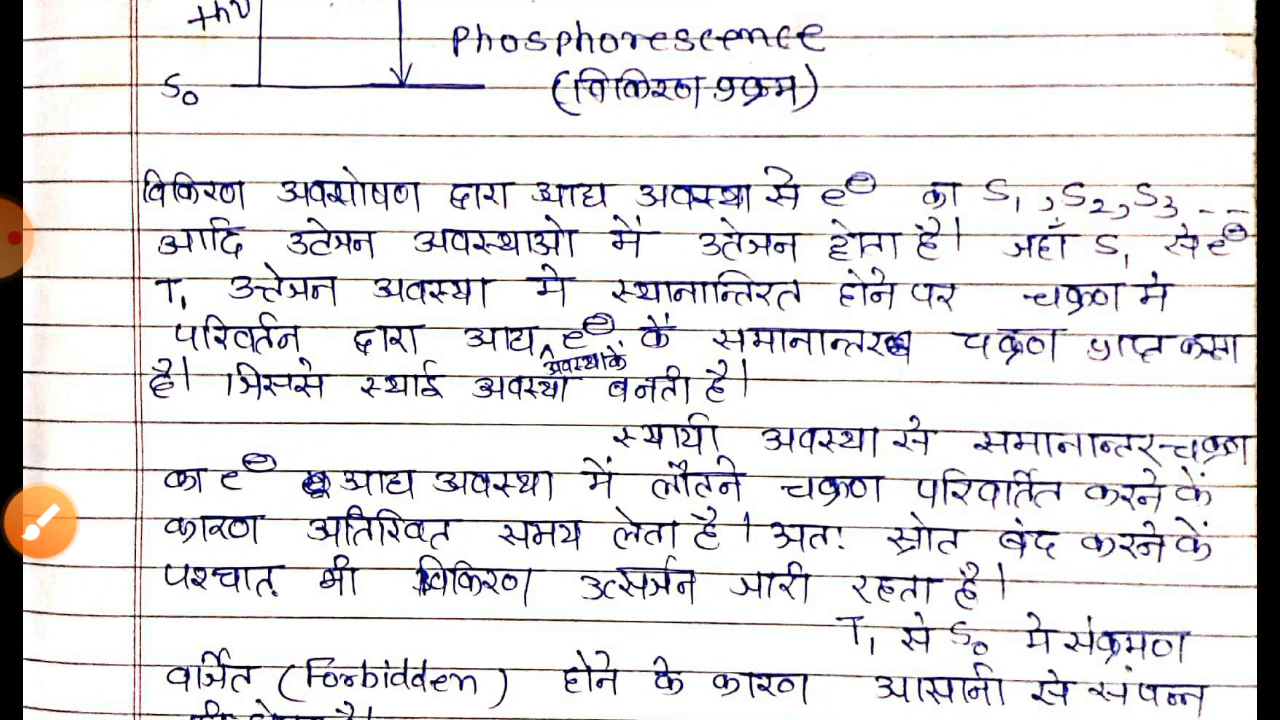 +hν
Phosphorescence
S₀ (विकिरण प्रक्रम)
विकिरण अवशोषण द्वारा आद्य अवस्था से e⊖ का S₁, S₂, S₃ --
आदि उतेजन अवस्थाओ में उतेजन होता है। जहाँ S₁ से e⊖
T₁ उत्तेजन अवस्था मे स्थानान्तिरत होने पर चक्रण मे
परिवर्तन द्वारा आद्य अवस्था के e⊖ के समानान्तर चक्रण प्राप्त करता
है। जिससे स्थाई अवस्था बनती है।
स्थायी अवस्था से समानान्तर चक्रण
का e⊖ आद्य अवस्था में लौटने चक्रण परिवर्तित करने कें
कारण अतिरिक्त समय लेता है। अतः स्रोत बंद करने कें
पश्चात् भी विकिरण उत्सर्जन जारी रहता है।
T₁ से S₀ मे संक्रमण
वर्जित (Forbidden) होने के कारण आसानी से संपन्न